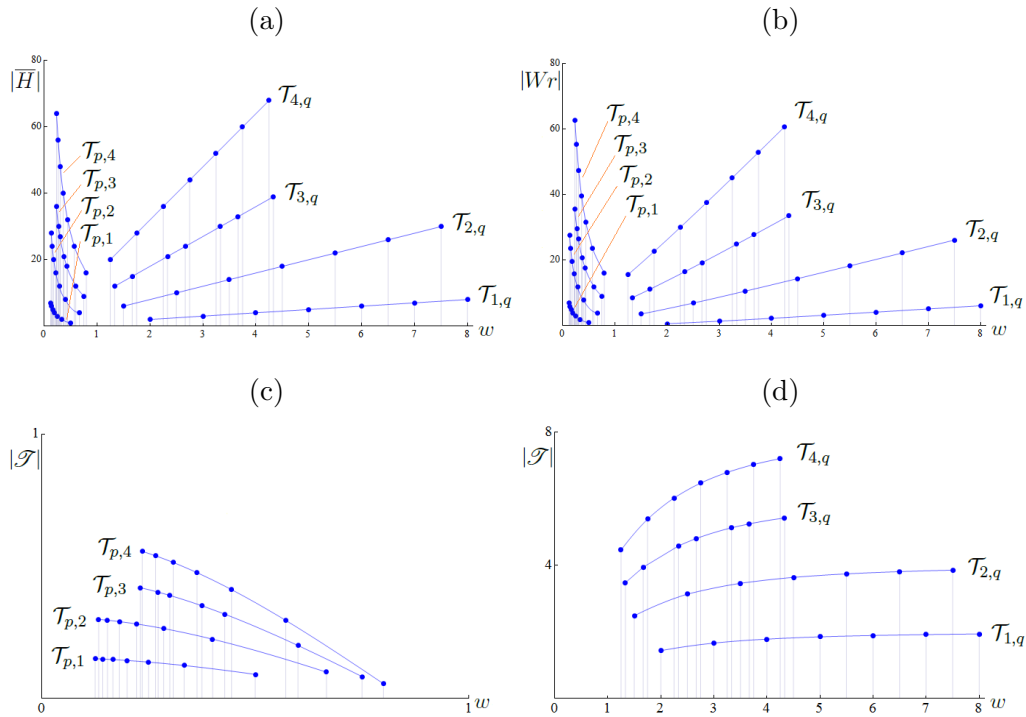 (a)
(b)
80
|H̅|
60
40
20
𝒯4,q
𝒯p,4
𝒯p,3
𝒯p,2
𝒯p,1
𝒯3,q
𝒯2,q
𝒯1,q
0 1 2 3 4 5 6 7 8 w
80
|Wr|
60
40
20
𝒯4,q
𝒯p,4
𝒯p,3
𝒯p,2
𝒯p,1
𝒯3,q
𝒯2,q
𝒯1,q
0 1 2 3 4 5 6 7 8 w
(c)
(d)
1
|𝒯|
𝒯p,4
𝒯p,3
𝒯p,2
𝒯p,1
0 1 w
8
|𝒯|
4
𝒯4,q
𝒯3,q
𝒯2,q
𝒯1,q
0 1 2 3 4 5 6 7 8 w